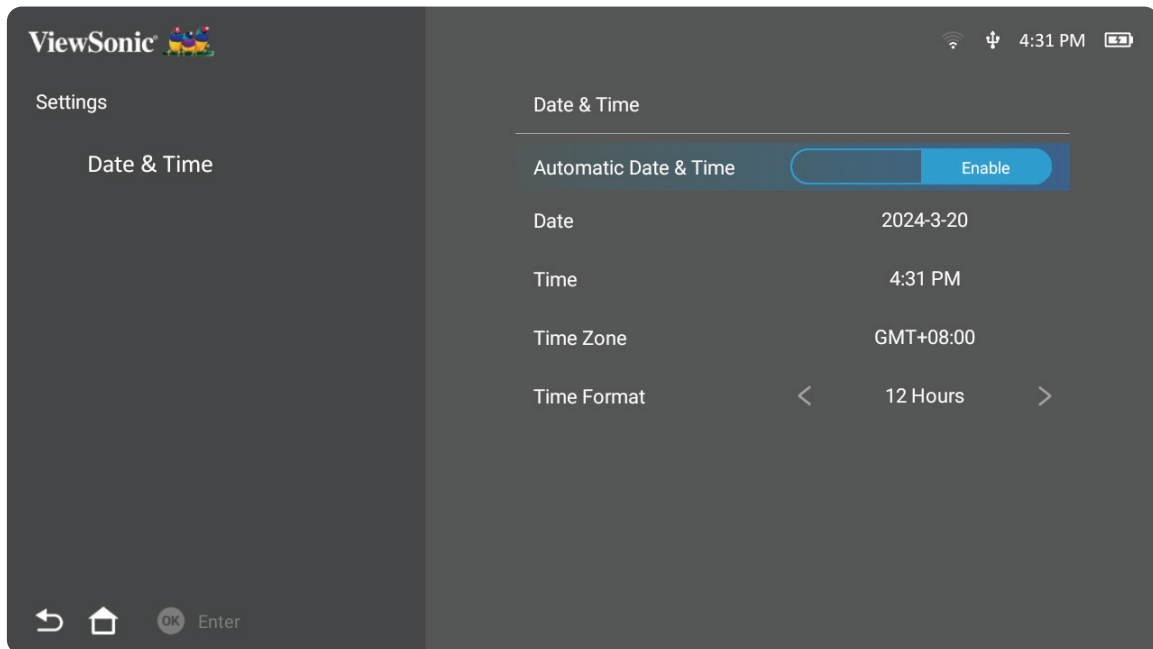 ViewSonic®
4:31 PM
Settings
Date & Time
Date & Time
Automatic Date & Time Enable
Date 2024-3-20
Time 4:31 PM
Time Zone GMT+08:00
Time Format < 12 Hours >
OK Enter